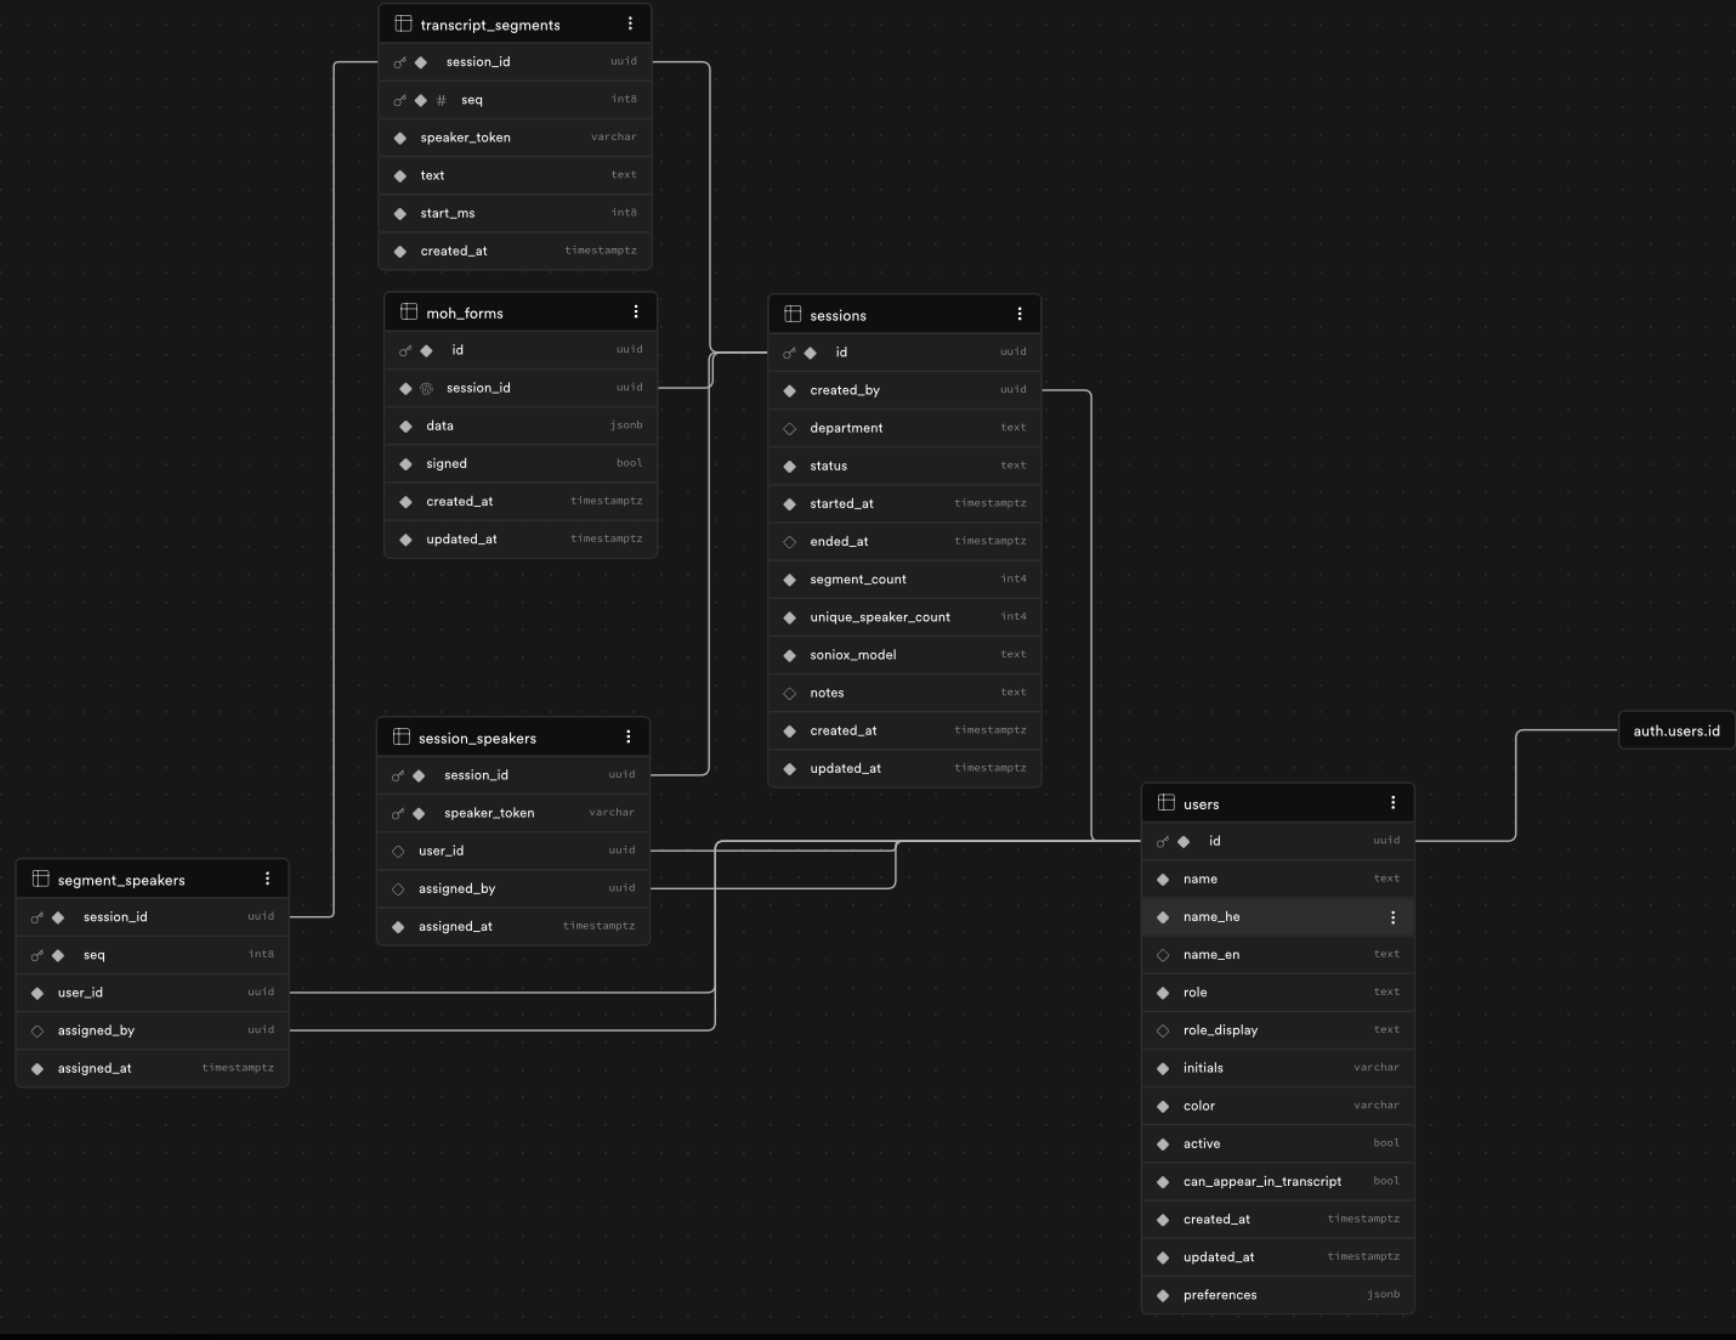 transcript_segments
session_id uuid
# seq int8
speaker_token varchar
text text
start_ms int8
created_at timestamptz
moh_forms
id uuid
session_id uuid
data jsonb
signed bool
created_at timestamptz
updated_at timestamptz
sessions
id uuid
created_by uuid
department text
status text
started_at timestamptz
ended_at timestamptz
segment_count int4
unique_speaker_count int4
soniox_model text
notes text
created_at timestamptz
updated_at timestamptz
session_speakers
session_id uuid
speaker_token varchar
user_id uuid
assigned_by uuid
assigned_at timestamptz
segment_speakers
session_id uuid
seq int8
user_id uuid
assigned_by uuid
assigned_at timestamptz
auth.users.id
users
id uuid
name text
name_he
name_en text
role text
role_display text
initials varchar
color varchar
active bool
can_appear_in_transcript bool
created_at timestamptz
updated_at timestamptz
preferences jsonb